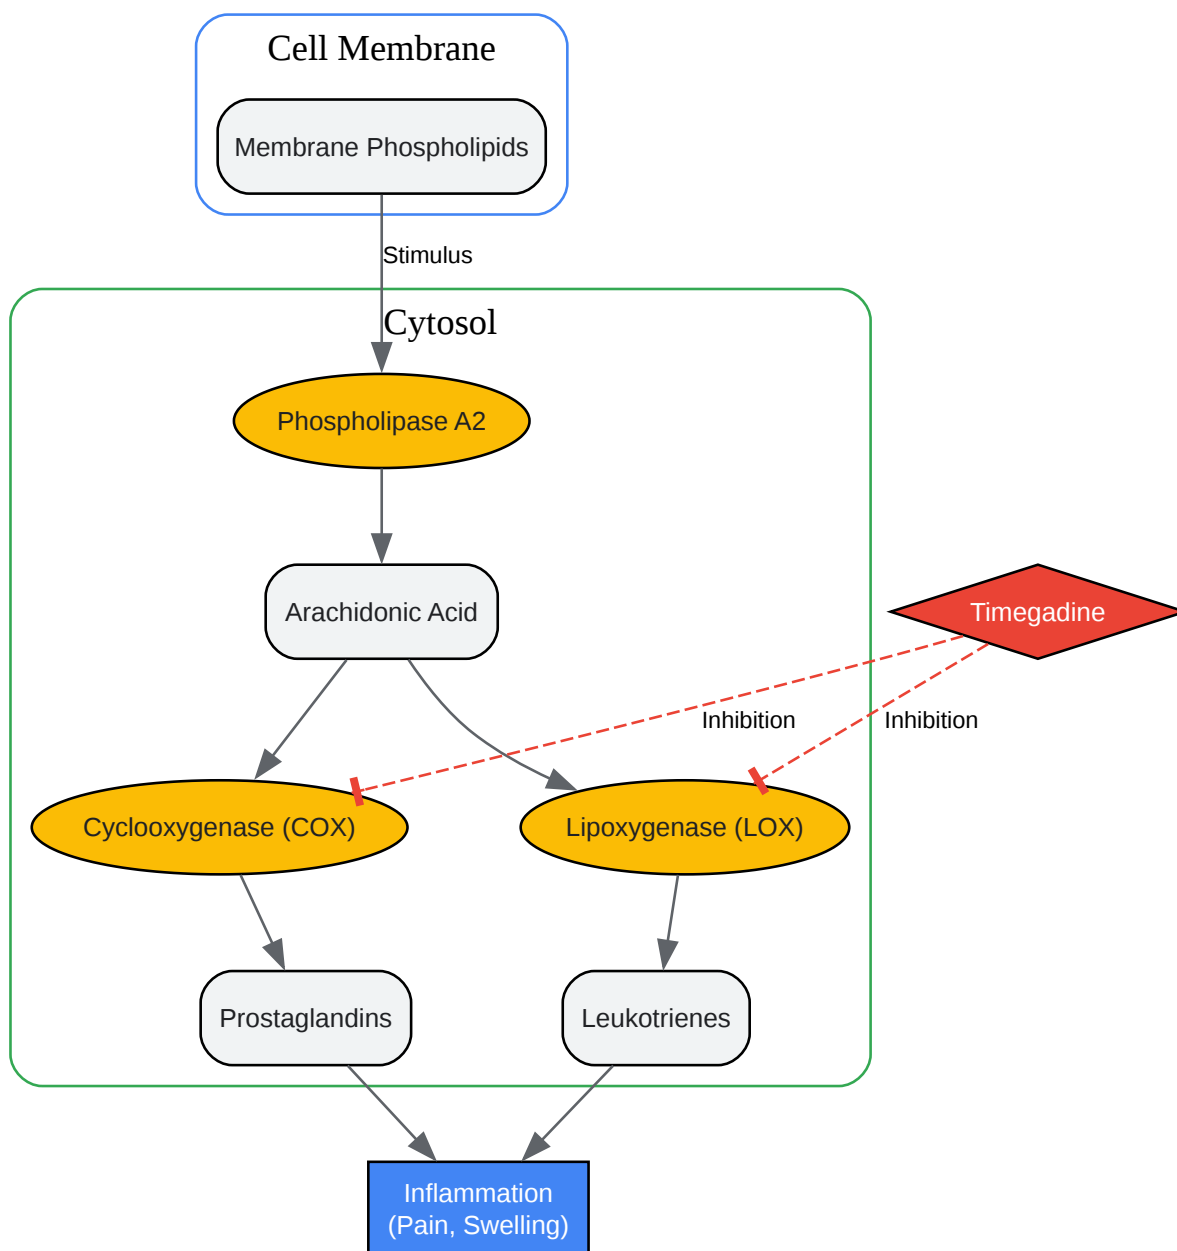 Cell Membrane
Membrane Phospholipids
Stimulus
Cytosol
Phospholipase A2
Arachidonic Acid
Timegadine
Inhibition
Inhibition
Cyclooxygenase (COX)
Lipoxygenase (LOX)
Prostaglandins
Leukotrienes
Inflammation
(Pain, Swelling)